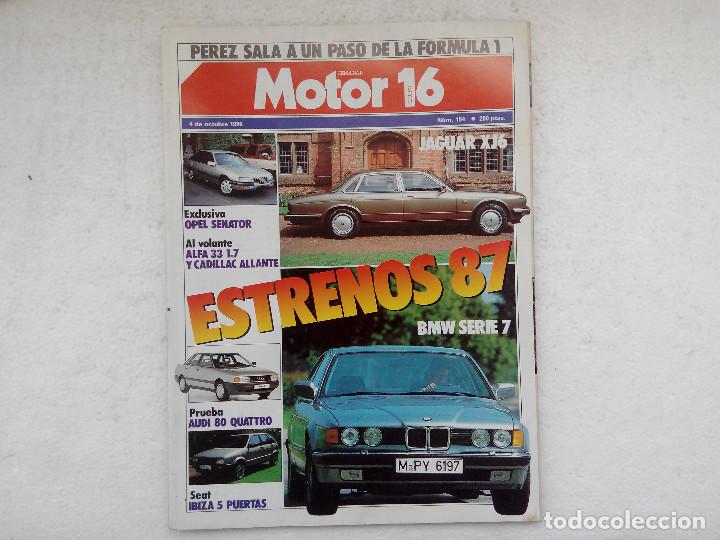 PEREZ SALA A UN PASO DE LA FORMULA 1
SEMANAL
Motor 16
4 de octubre 1986
Núm. 154 • 200 ptas.
JAGUAR XJ6
Exclusiva
OPEL SENATOR
Al volante
ALFA 33 1.7
Y CADILLAC ALLANTE
ESTRENOS 87
BMW SERIE 7
Prueba
AUDI 80 QUATTRO
Seat
IBIZA 5 PUERTAS
M-PY 6197
todocoleccion